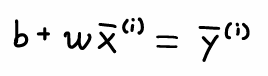 b + wx̅⁽ⁱ⁾ = y̅⁽ⁱ⁾